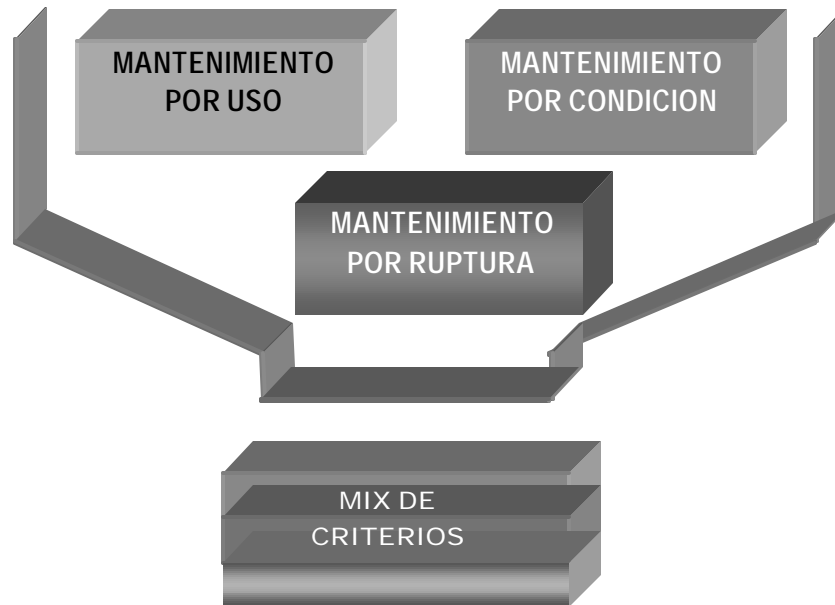 MANTENIMIENTO
POR USO
MANTENIMIENTO
POR CONDICION
MANTENIMIENTO
POR RUPTURA
MIX DE
CRITERIOS